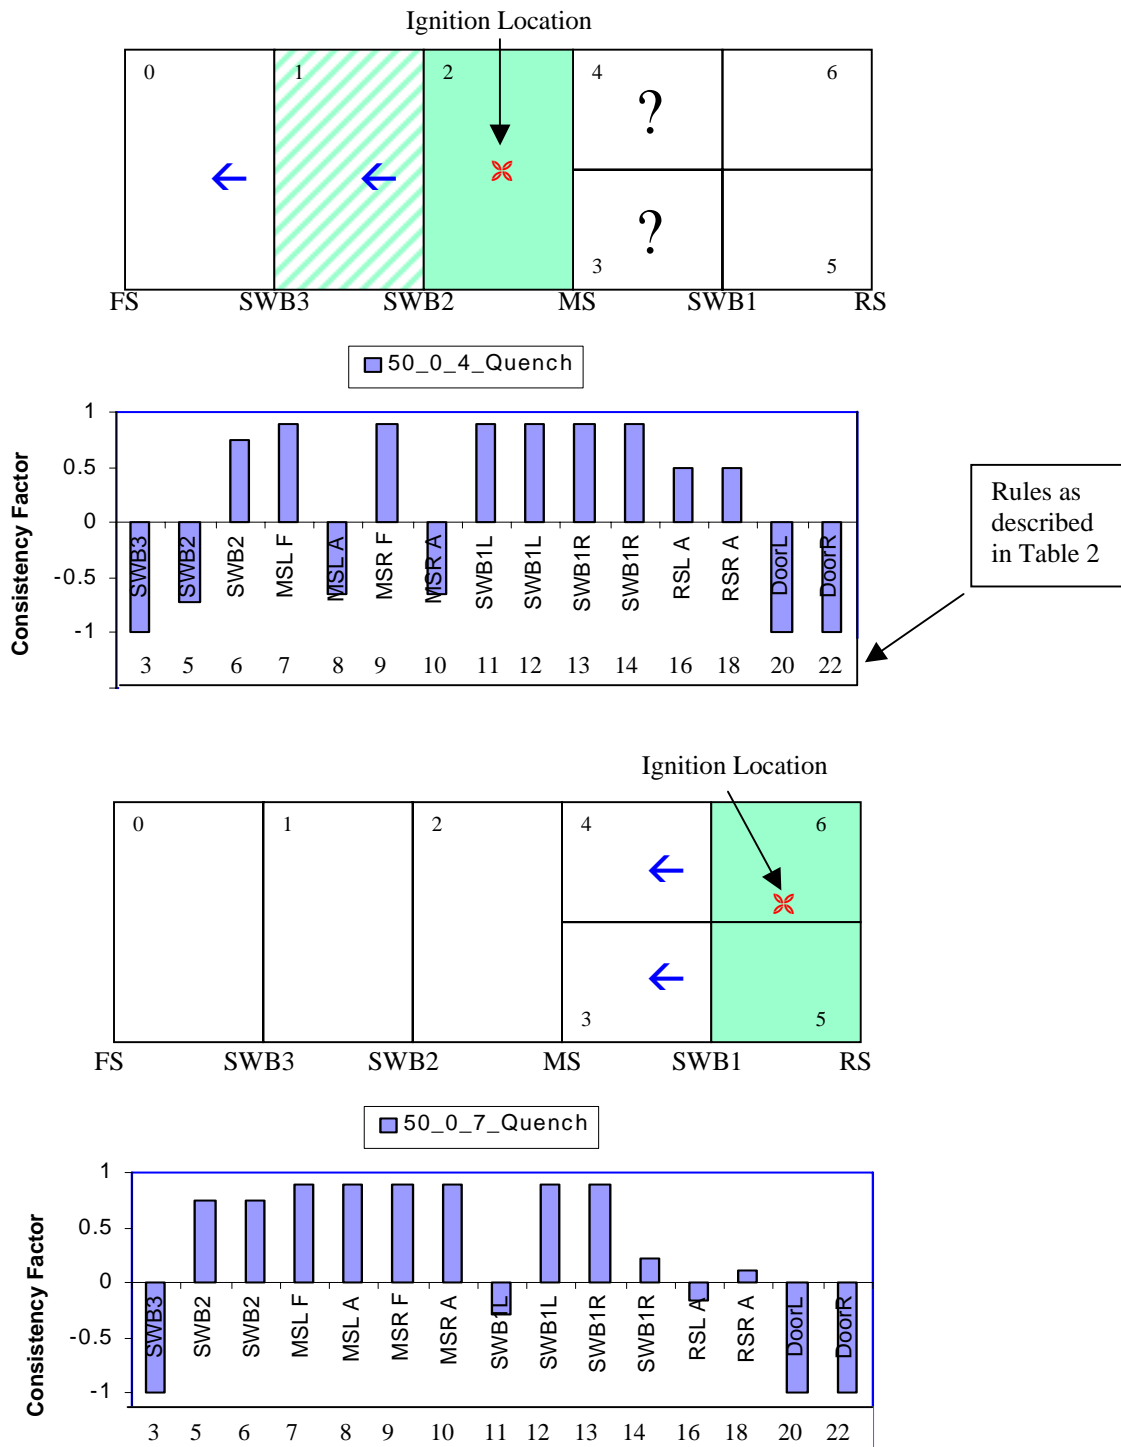 Ignition Location
0 1 2 4 6
? ?
3 5
FS SWB3 SWB2 MS SWB1 RS
50_0_4_Quench
Consistency Factor
1
0.5
0
-0.5
-1
SWB3 SWB2 SWB2 MSL F MSL A MSR F MSR A SWB1L SWB1L SWB1R SWB1R RSL A RSR A DoorL DoorR
3 5 6 7 8 9 10 11 12 13 14 16 18 20 22
Rules as
described
in Table 2
Ignition Location
0 1 2 4 6
3 5
FS SWB3 SWB2 MS SWB1 RS
50_0_7_Quench
Consistency Factor
1
0.5
0
-0.5
-1
SWB3 SWB2 SWB2 MSL F MSL A MSR F MSR A SWB1L SWB1L SWB1R SWB1R RSL A RSR A DoorL DoorR
3 5 6 7 8 9 10 11 12 13 14 16 18 20 22